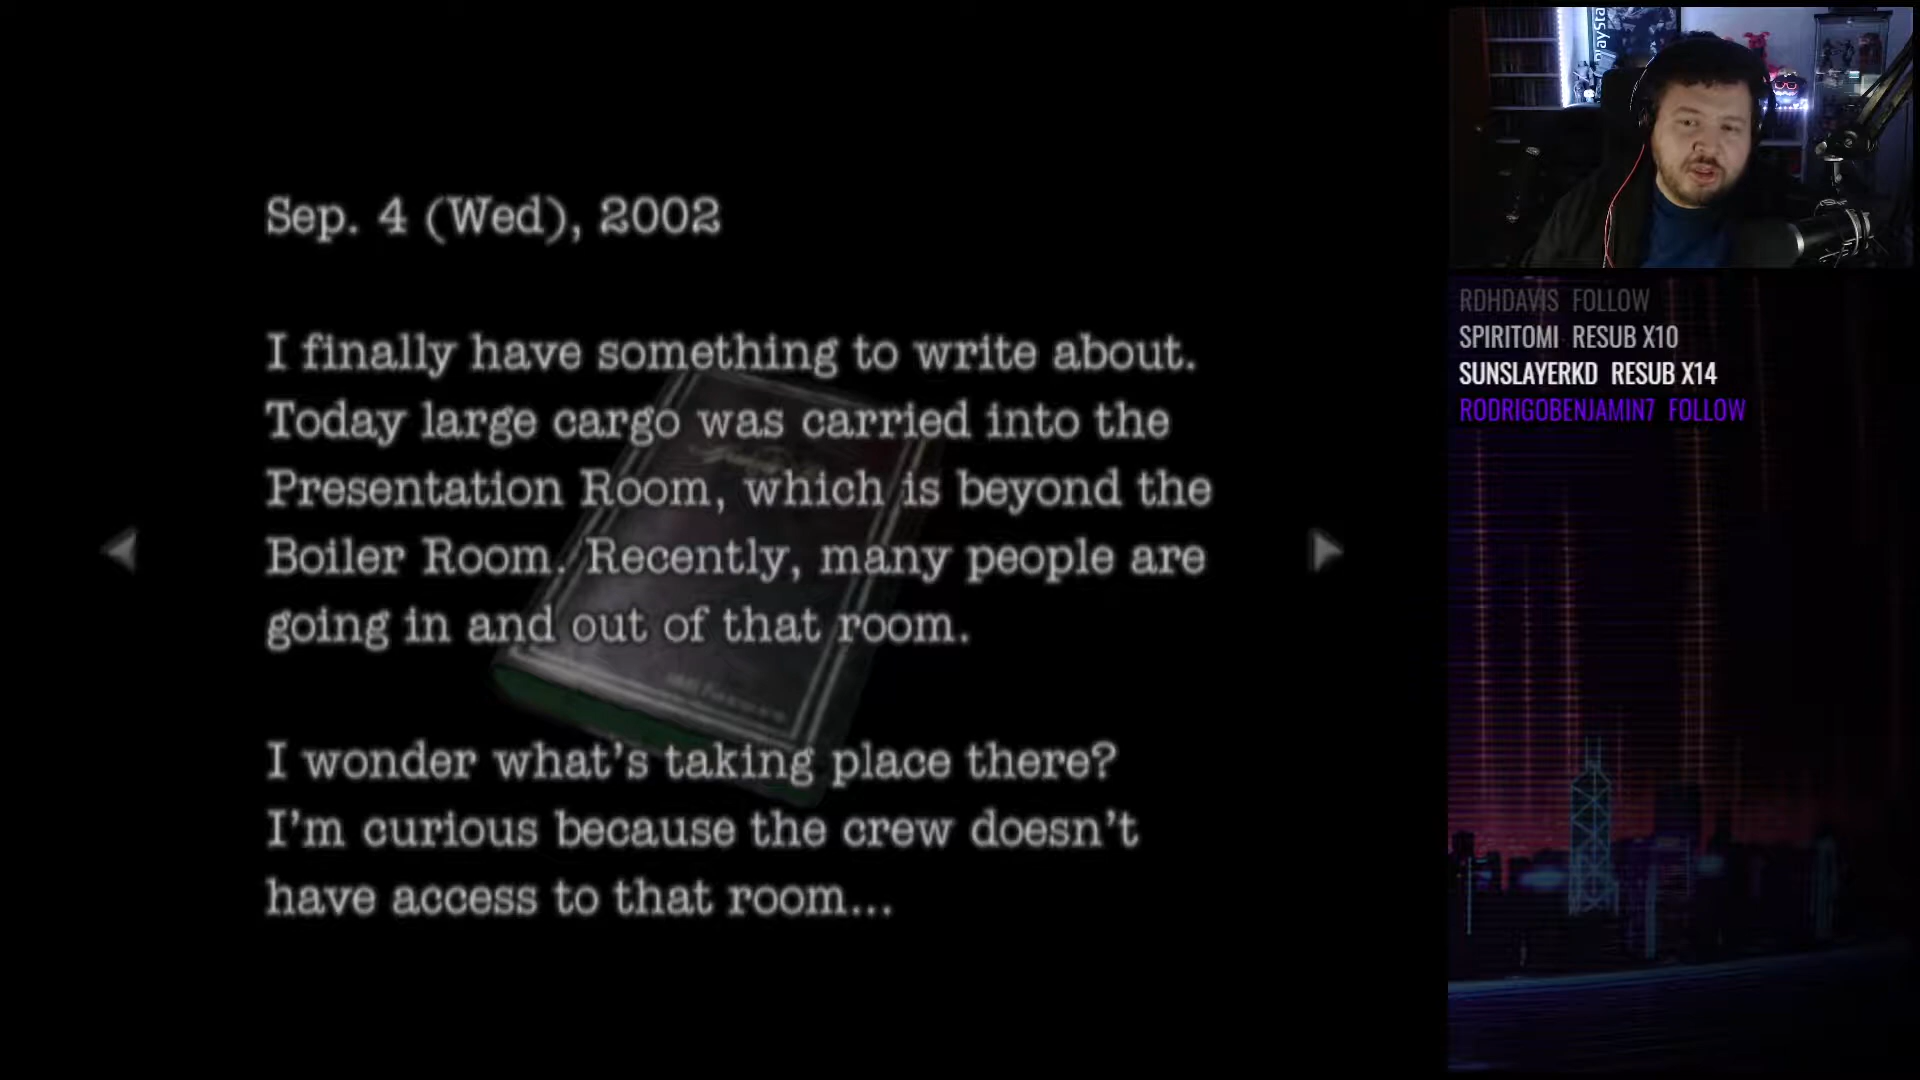 Sep. 4 (Wed), 2002
I finally have something to write about.
Today large cargo was carried into the
Presentation Room, which is beyond the
Boiler Room. Recently, many people are
going in and out of that room.
I wonder what's taking place there?
I'm curious because the crew doesn't
have access to that room...
RDHDAVIS FOLLOW
SPIRITOMI RESUB X10
SUNSLAYERKD RESUB X14
RODRIGOBENJAMIN7 FOLLOW